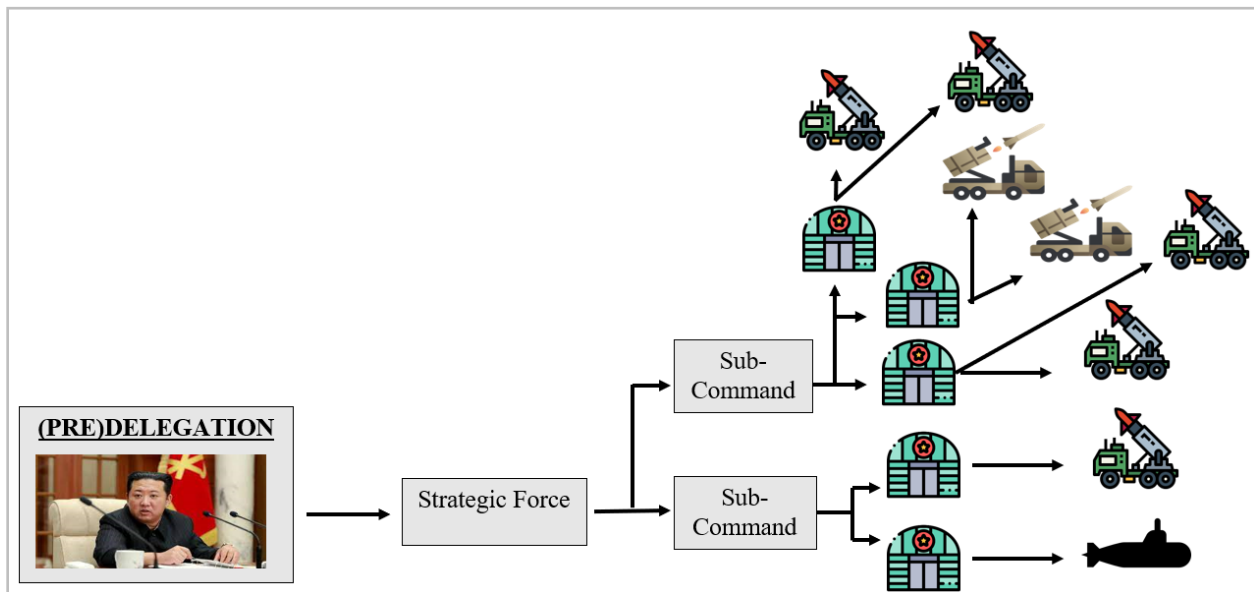 (PRE)DELEGATION
Strategic Force
Sub-
Command
Sub-
Command